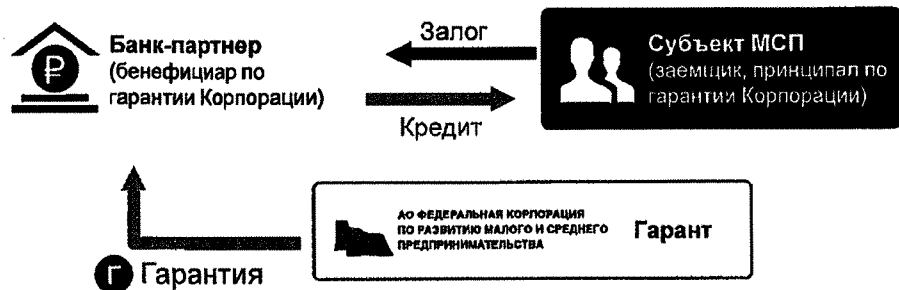 Банк-партнер
(бенефициар по
гарантии Корпорации)
Залог
Кредит
Субъект МСП
(заемщик, принципал по
гарантии Корпорации)
АО ФЕДЕРАЛЬНАЯ КОРПОРАЦИЯ
ПО РАЗВИТИЮ МАЛОГО И СРЕДНЕГО
ПРЕДПРИНИМАТЕЛЬСТВА
Гарант
Г Гарантия